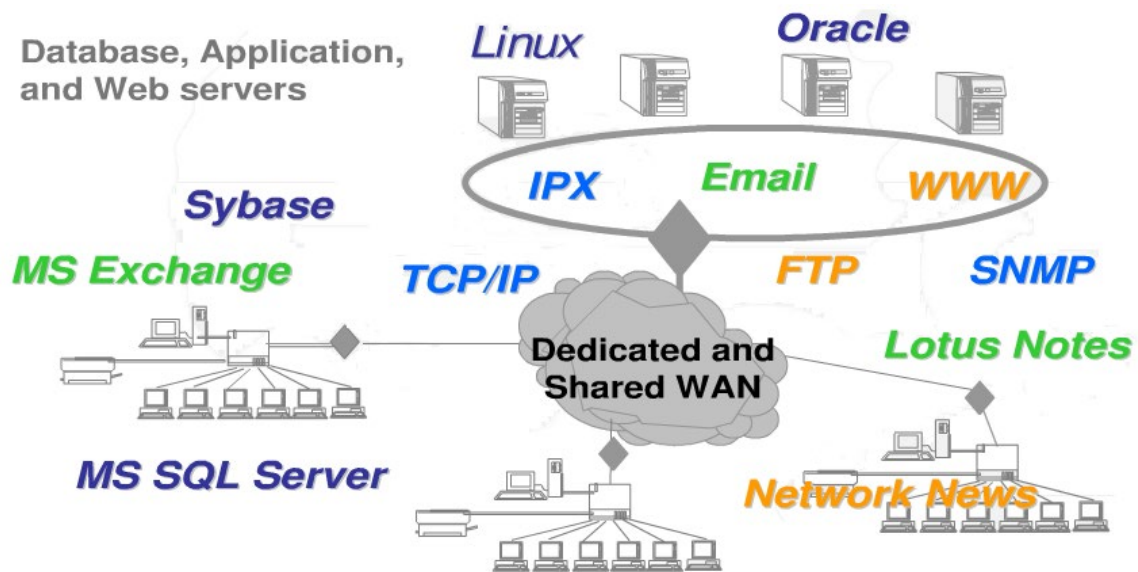 Database, Application,
and Web servers
Linux
Oracle
IPX
Email
WWW
Sybase
MS Exchange
TCP/IP
FTP
SNMP
Dedicated and
Shared WAN
Lotus Notes
MS SQL Server
Network News